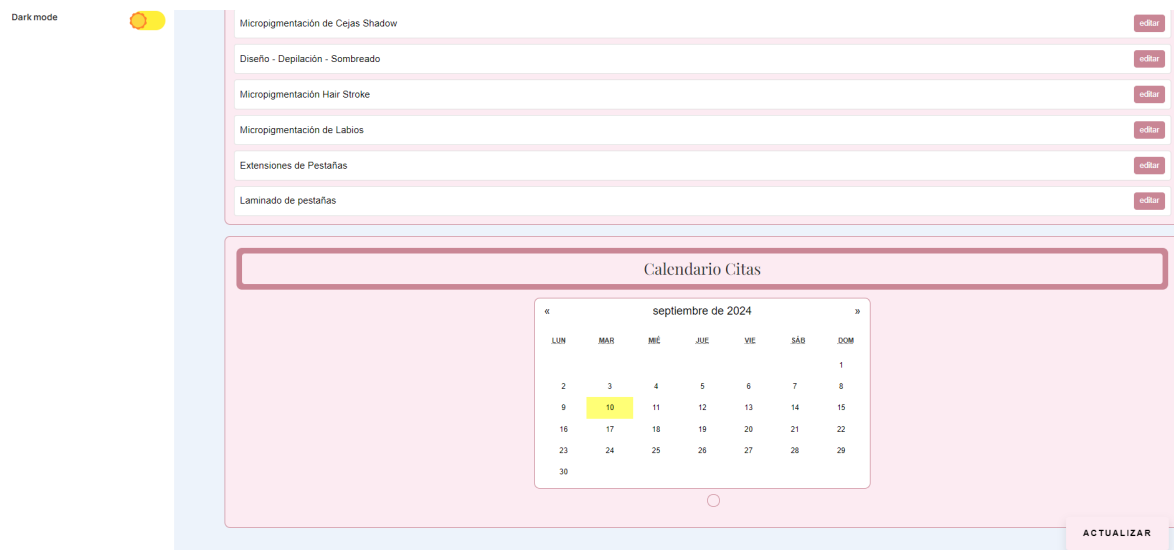 Dark mode
Micropigmentación de Cejas Shadow editar
Diseño - Depilación - Sombreado editar
Micropigmentación Hair Stroke editar
Micropigmentación de Labios editar
Extensiones de Pestañas editar
Laminado de pestañas editar
Calendario Citas
« septiembre de 2024 »
LUN MAR MIÉ JUE VIE SÁB DOM
1
2 3 4 5 6 7 8
9 10 11 12 13 14 15
16 17 18 19 20 21 22
23 24 25 26 27 28 29
30
ACTUALIZAR